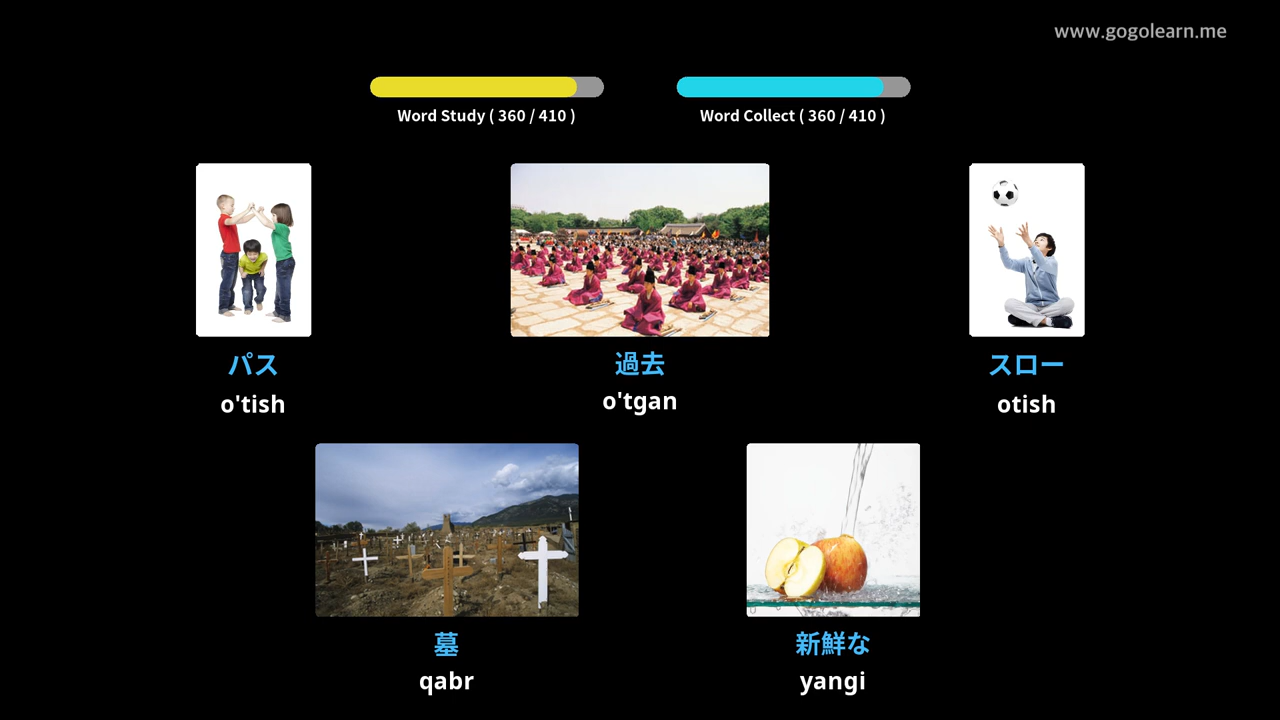 www.gogolearn.me
Word Study ( 360 / 410 )
Word Collect ( 360 / 410 )
パス
o'tish
過去
o'tgan
スロー
otish
墓
qabr
新鮮な
yangi